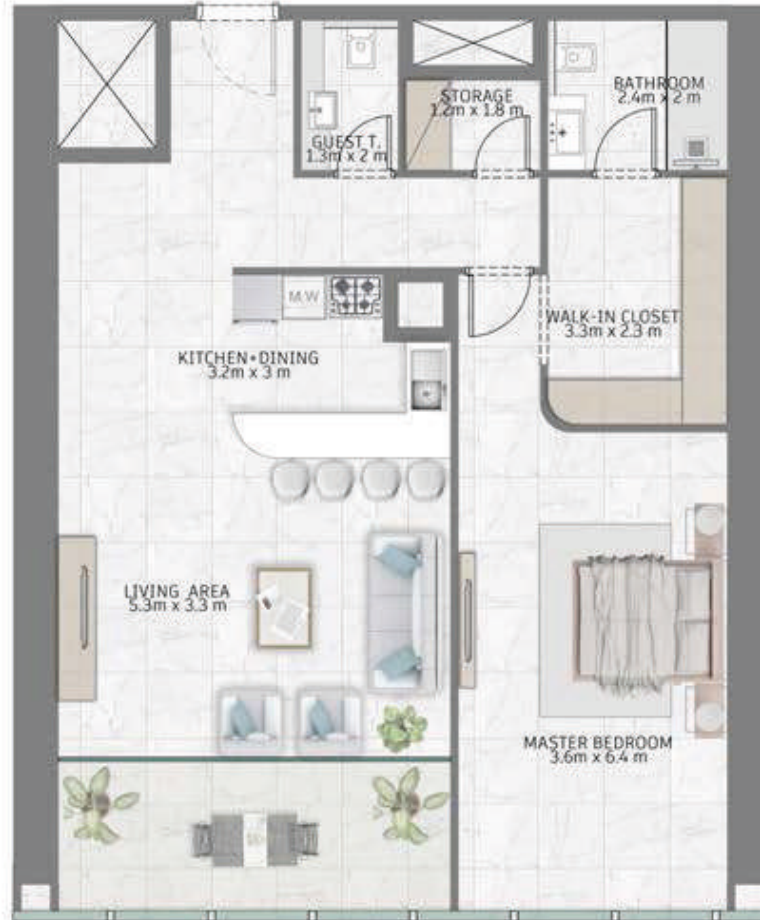 BATHROOM
2.4m x 2 m
STORAGE
1.2m x 1.8 m
GUEST T.
1.3m x 2 m
M.W
WALK-IN CLOSET
3.3m x 2.3 m
KITCHEN+DINING
3.2m x 3 m
LIVING AREA
5.3m x 3.3 m
MASTER BEDROOM
3.6m x 6.4 m